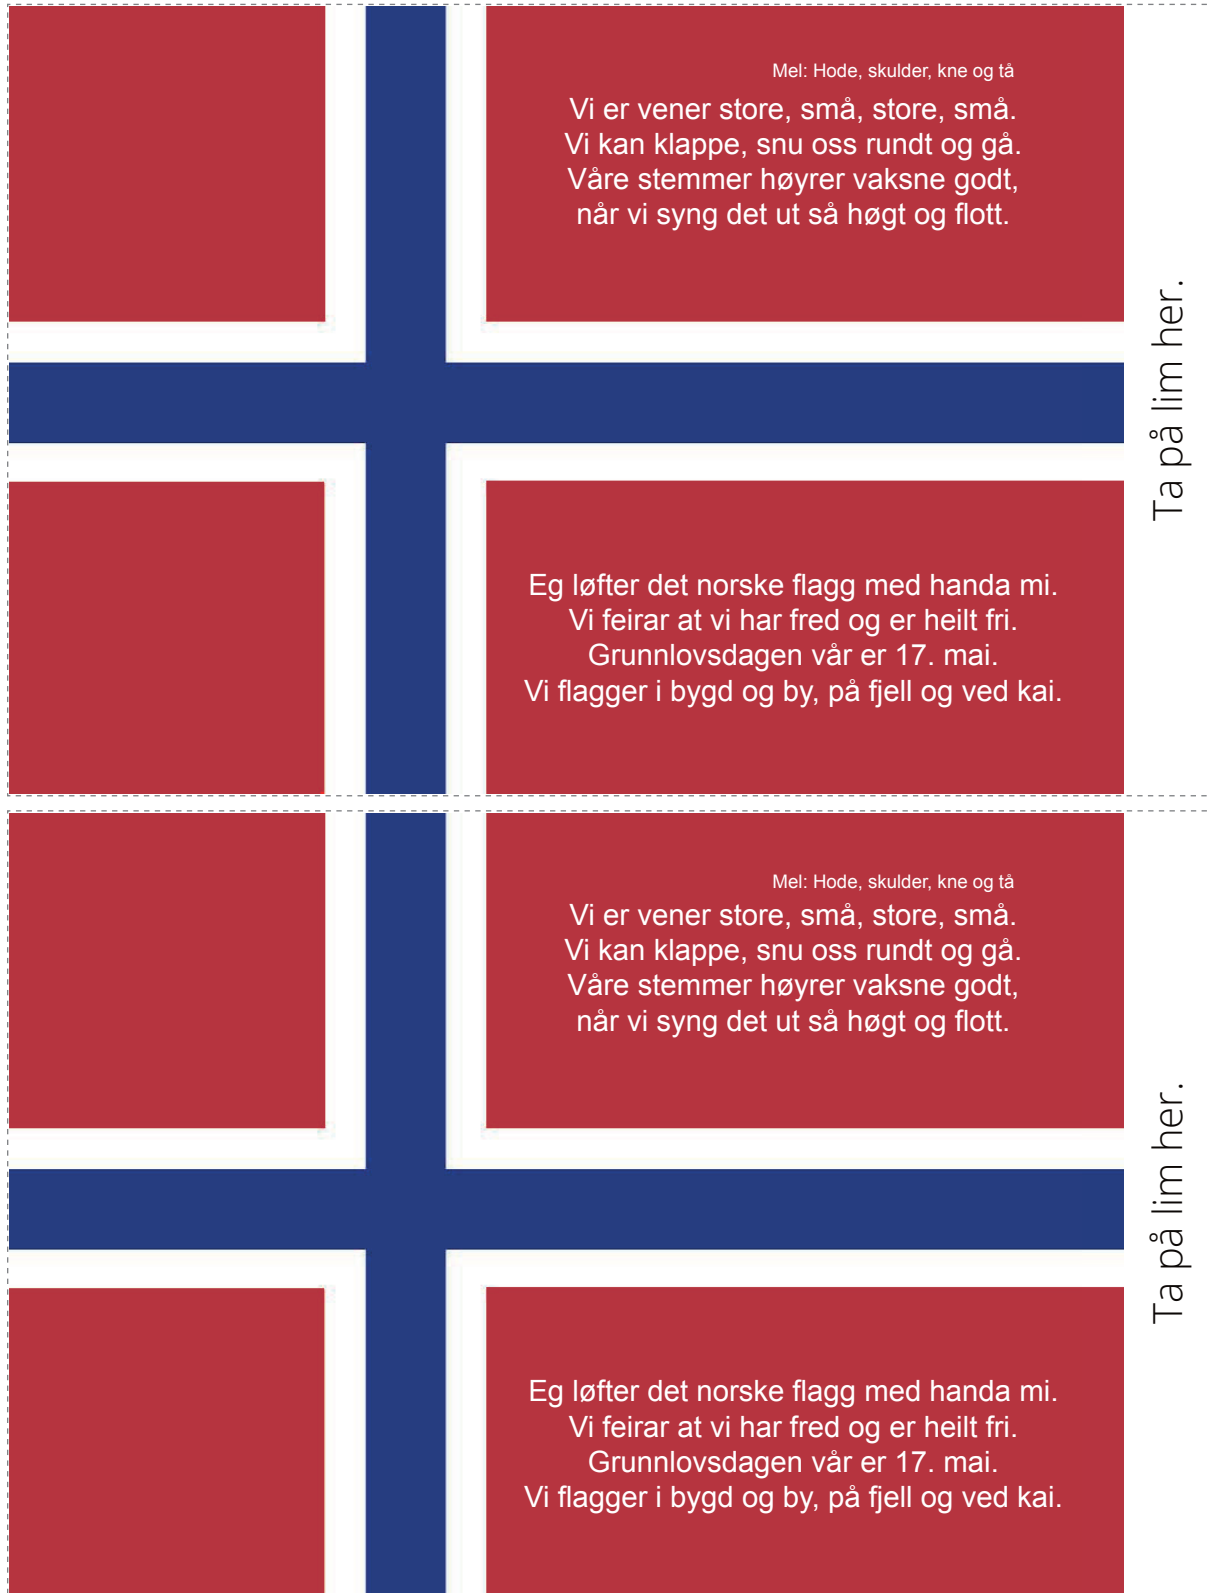 Mel: Hode, skulder, kne og tå
Vi er vener store, små, store, små.
Vi kan klappe, snu oss rundt og gå.
Våre stemmer høyrer vaksne godt,
når vi syng det ut så høgt og flott.
Eg løfter det norske flagg med handa mi.
Vi feirar at vi har fred og er heilt fri.
Grunnlovsdagen vår er 17. mai.
Vi flagger i bygd og by, på fjell og ved kai.
Ta på lim her.
Mel: Hode, skulder, kne og tå
Vi er vener store, små, store, små.
Vi kan klappe, snu oss rundt og gå.
Våre stemmer høyrer vaksne godt,
når vi syng det ut så høgt og flott.
Eg løfter det norske flagg med handa mi.
Vi feirar at vi har fred og er heilt fri.
Grunnlovsdagen vår er 17. mai.
Vi flagger i bygd og by, på fjell og ved kai.
Ta på lim her.